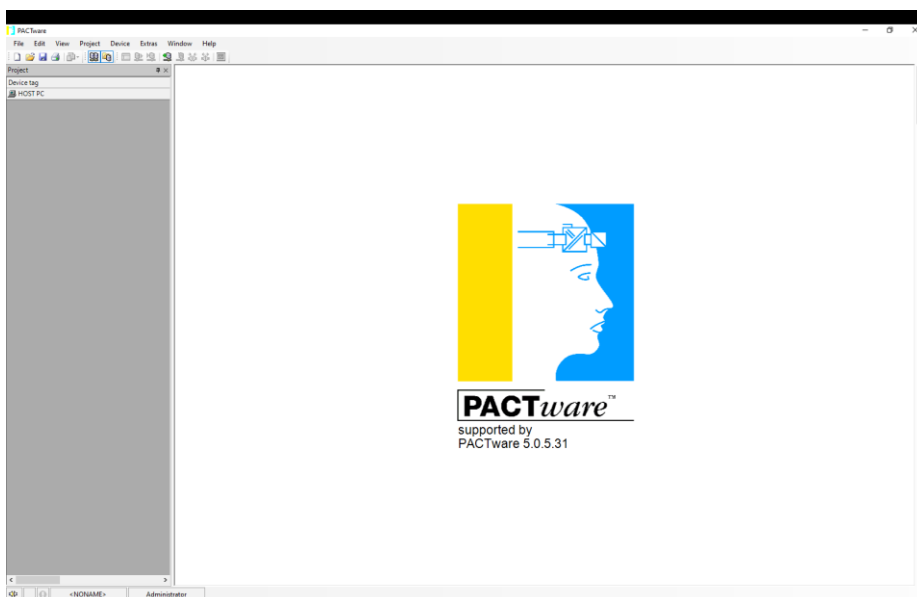 PACTware
File Edit View Project Device Extras Window Help
Project
Device tag
HOST PC
PACTware™
supported by
PACTware 5.0.5.31
<NONAME> Administrator